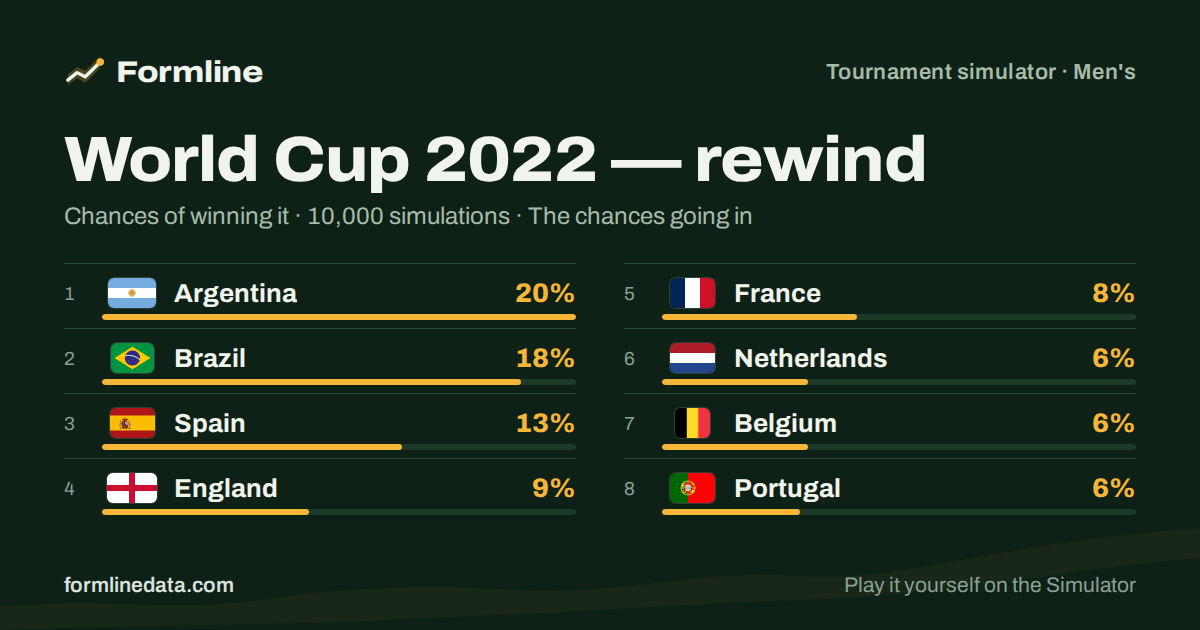 Formline
Tournament simulator · Men's
World Cup 2022 — rewind
Chances of winning it · 10,000 simulations · The chances going in
1 Argentina 20%
2 Brazil 18%
3 Spain 13%
4 England 9%
5 France 8%
6 Netherlands 6%
7 Belgium 6%
8 Portugal 6%
formlinedata.com
Play it yourself on the Simulator